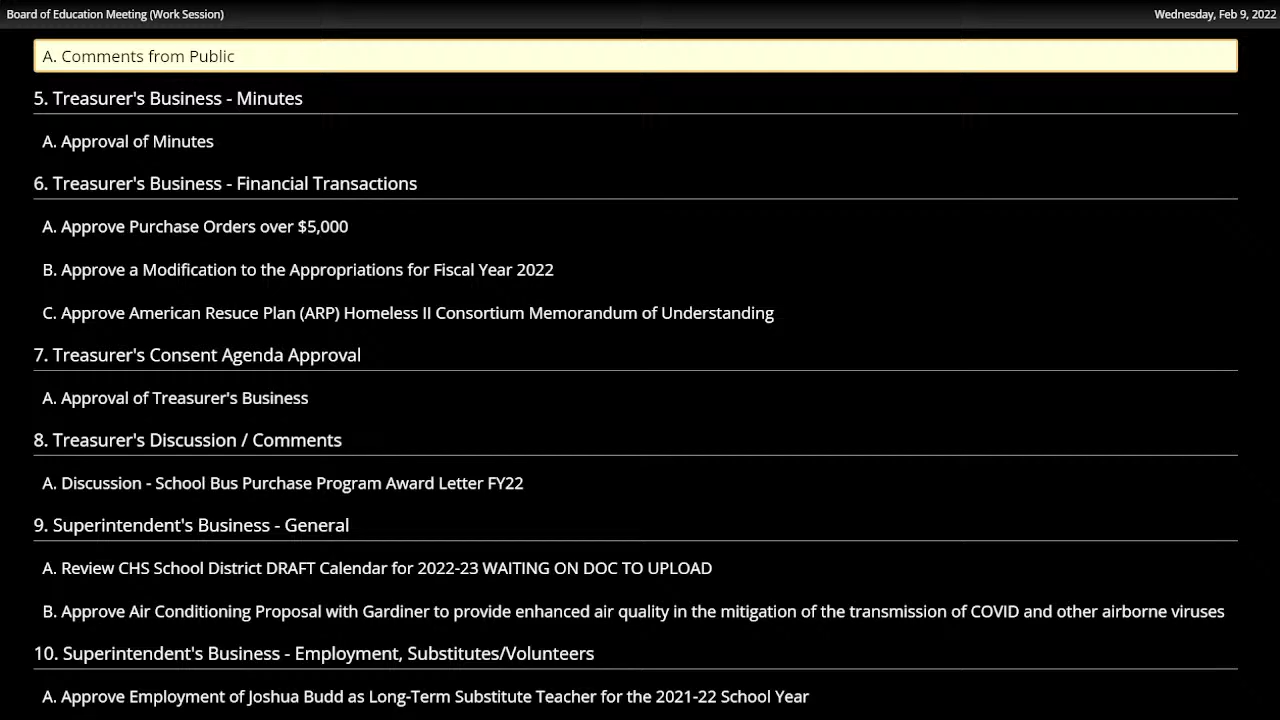 Board of Education Meeting (Work Session)
Wednesday, Feb 9, 2022
A. Comments from Public
5. Treasurer's Business - Minutes
A. Approval of Minutes
6. Treasurer's Business - Financial Transactions
A. Approve Purchase Orders over $5,000
B. Approve a Modification to the Appropriations for Fiscal Year 2022
C. Approve American Resuce Plan (ARP) Homeless II Consortium Memorandum of Understanding
7. Treasurer's Consent Agenda Approval
A. Approval of Treasurer's Business
8. Treasurer's Discussion / Comments
A. Discussion - School Bus Purchase Program Award Letter FY22
9. Superintendent's Business - General
A. Review CHS School District DRAFT Calendar for 2022-23 WAITING ON DOC TO UPLOAD
B. Approve Air Conditioning Proposal with Gardiner to provide enhanced air quality in the mitigation of the transmission of COVID and other airborne viruses
10. Superintendent's Business - Employment, Substitutes/Volunteers
A. Approve Employment of Joshua Budd as Long-Term Substitute Teacher for the 2021-22 School Year